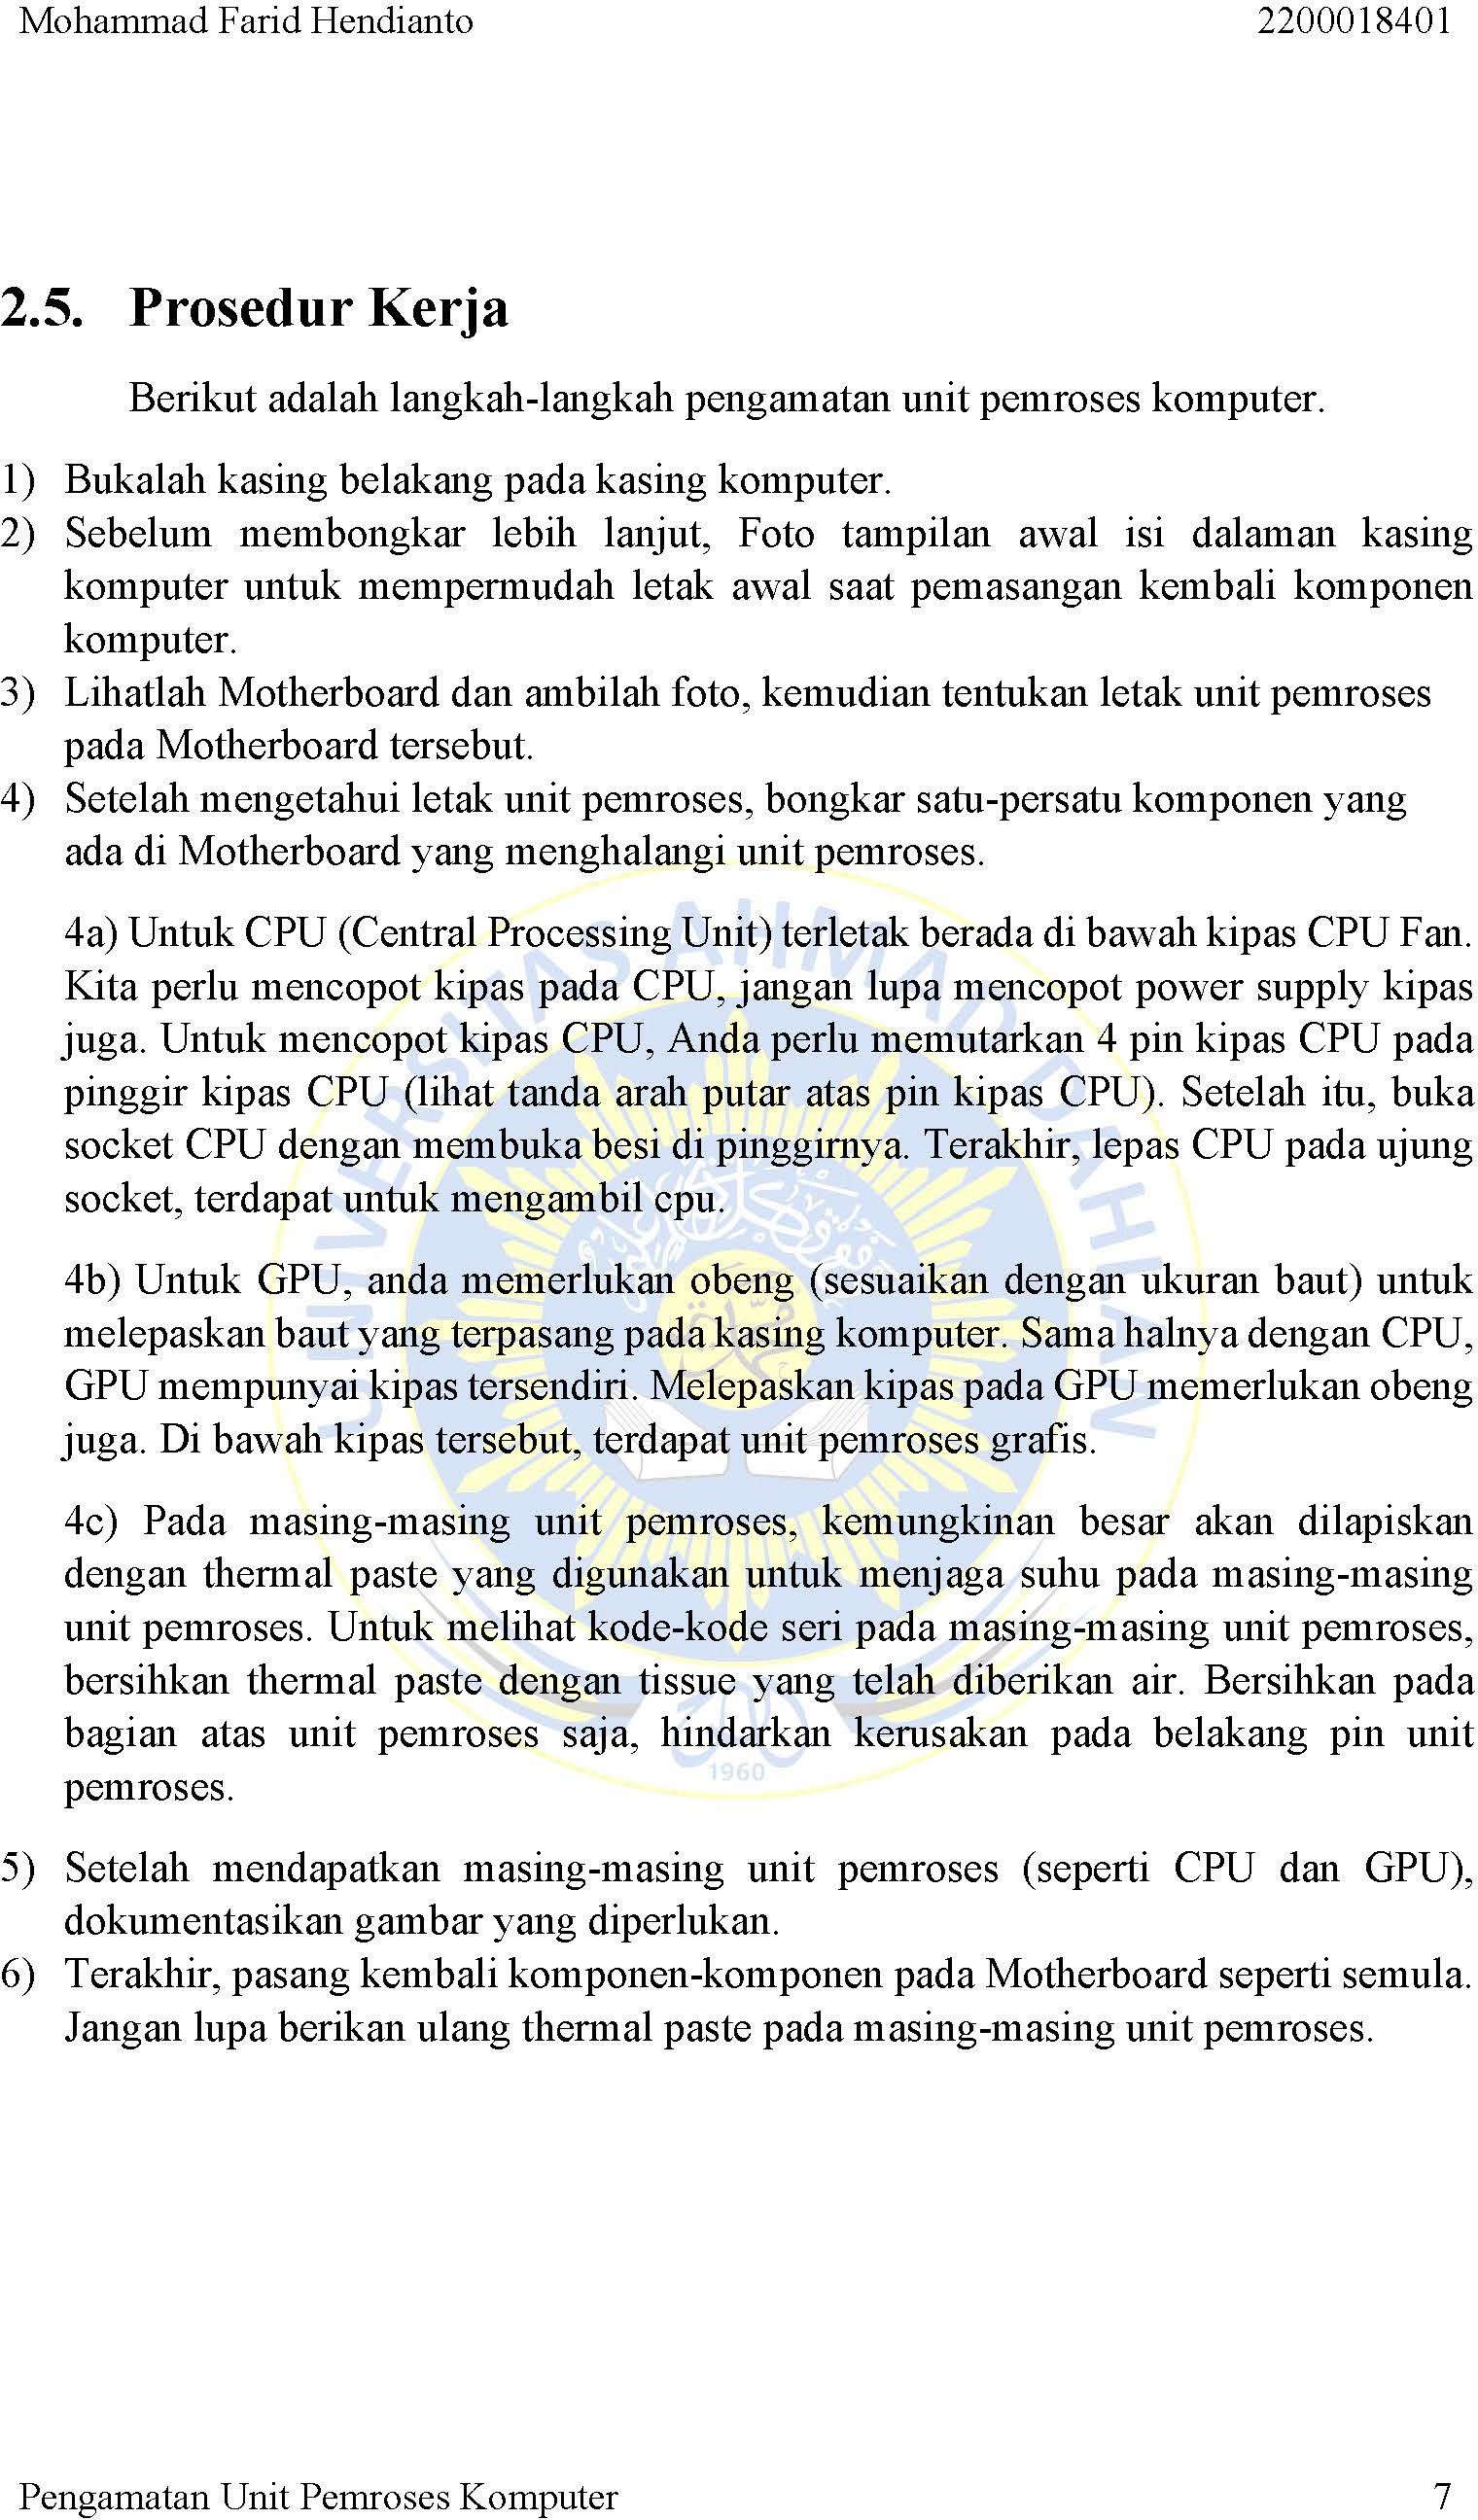 Mohammad Farid Hendianto 2200018401
2.5. Prosedur Kerja
Berikut adalah langkah-langkah pengamatan unit pemroses komputer.
1) Bukalah kasing belakang pada kasing komputer.
2) Sebelum membongkar lebih lanjut, Foto tampilan awal isi dalaman kasing
komputer untuk mempermudah letak awal saat pemasangan kembali komponen
komputer.
3) Lihatlah Motherboard dan ambilah foto, kemudian tentukan letak unit pemroses
pada Motherboard tersebut.
4) Setelah mengetahui letak unit pemroses, bongkar satu-persatu komponen yang
ada di Motherboard yang menghalangi unit pemroses.
4a) Untuk CPU (Central Processing Unit) terletak berada di bawah kipas CPU Fan.
Kita perlu mencopot kipas pada CPU, jangan lupa mencopot power supply kipas
juga. Untuk mencopot kipas CPU, Anda perlu memutarkan 4 pin kipas CPU pada
pinggir kipas CPU (lihat tanda arah putar atas pin kipas CPU). Setelah itu, buka
socket CPU dengan membuka besi di pinggirnya. Terakhir, lepas CPU pada ujung
socket, terdapat untuk mengambil cpu.
4b) Untuk GPU, anda memerlukan obeng (sesuaikan dengan ukuran baut) untuk
melepaskan baut yang terpasang pada kasing komputer. Sama halnya dengan CPU,
GPU mempunyai kipas tersendiri. Melepaskan kipas pada GPU memerlukan obeng
juga. Di bawah kipas tersebut, terdapat unit pemroses grafis.
4c) Pada masing-masing unit pemroses, kemungkinan besar akan dilapiskan
dengan thermal paste yang digunakan untuk menjaga suhu pada masing-masing
unit pemroses. Untuk melihat kode-kode seri pada masing-masing unit pemroses,
bersihkan thermal paste dengan tissue yang telah diberikan air. Bersihkan pada
bagian atas unit pemroses saja, hindarkan kerusakan pada belakang pin unit
pemroses.
5) Setelah mendapatkan masing-masing unit pemroses (seperti CPU dan GPU),
dokumentasikan gambar yang diperlukan.
6) Terakhir, pasang kembali komponen-komponen pada Motherboard seperti semula.
Jangan lupa berikan ulang thermal paste pada masing-masing unit pemroses.
UNIVERSITAS AHMAD DAHLAN
1960
Pengamatan Unit Pemroses Komputer 7